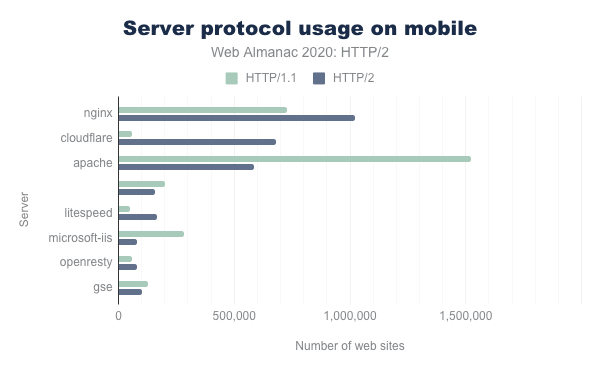 Server protocol usage on mobile
Web Almanac 2020: HTTP/2
HTTP/1.1 HTTP/2
nginx
cloudflare
apache
litespeed
microsoft-iis
openresty
gse
Server
0 500,000 1,000,000 1,500,000
Number of web sites